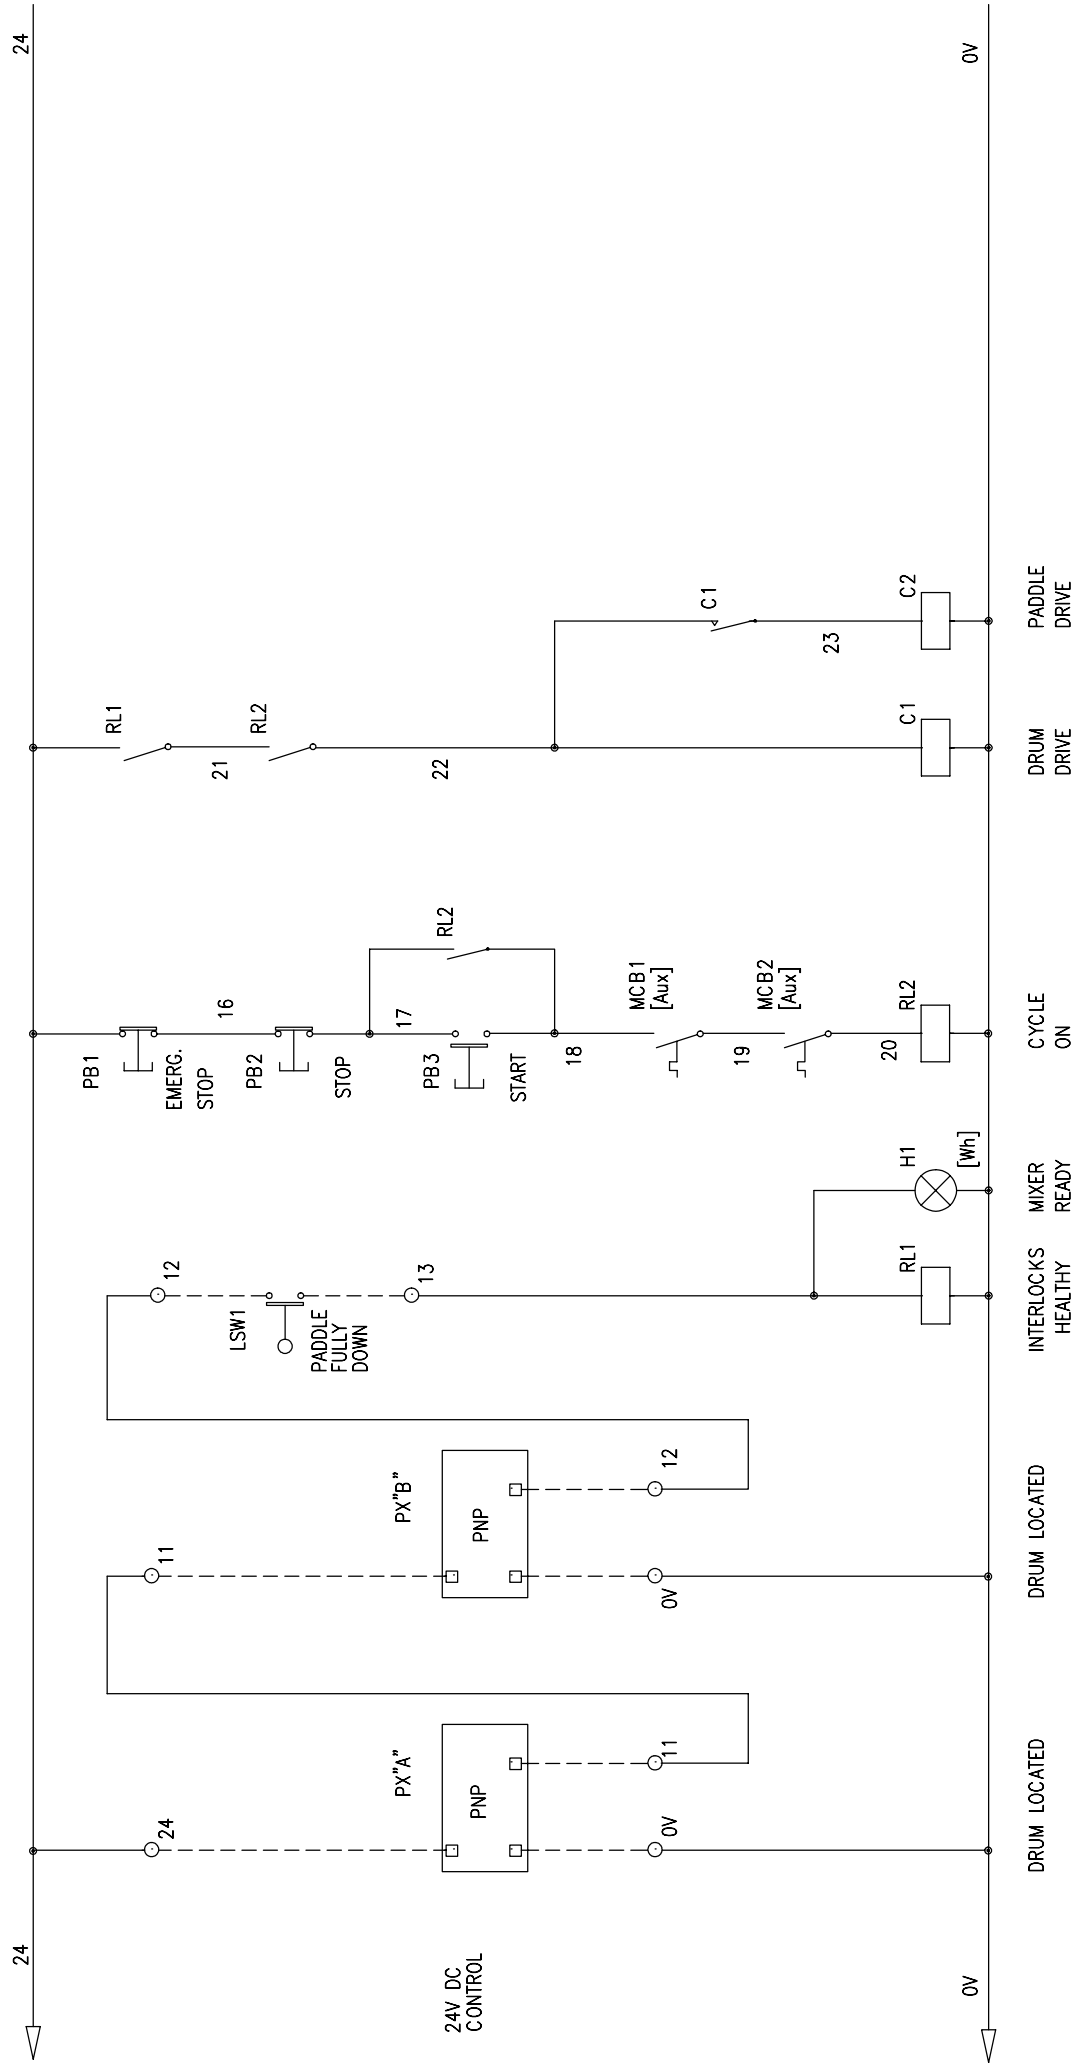 24
24
24V DC
CONTROL
0V
0V
24
PX"A"
PNP
0V
11
DRUM LOCATED
11
PX"B"
PNP
0V
12
DRUM LOCATED
12
LSW1
PADDLE
FULLY
DOWN
13
RL1
INTERLOCKS
HEALTHY
H1
[Wh]
MIXER
READY
PB1
EMERG.
STOP
16
PB2
STOP
17
RL2
PB3
START
18
MCB1
[Aux]
19
MCB2
[Aux]
20
RL2
CYCLE
ON
RL1
21
RL2
22
C1
DRUM
DRIVE
C1
23
C2
PADDLE
DRIVE